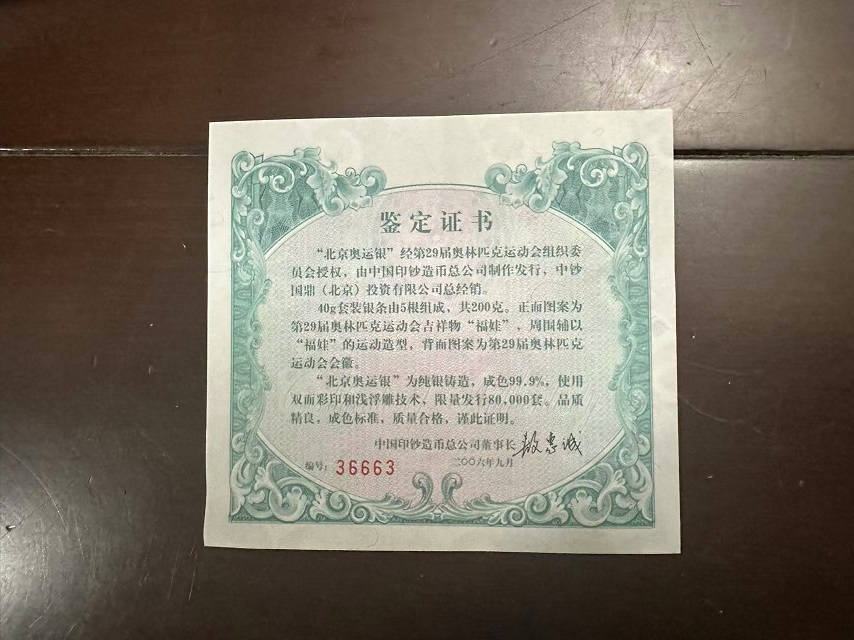 鉴定证书
“北京奥运银”经第29届奥林匹克运动会组织委
员会授权，由中国印钞造币总公司制作发行，中钞
国鼎（北京）投资有限公司总经销。
40g套装银条由5根组成，共200克。正面图案为
第29届奥林匹克运动会吉祥物“福娃”，周围辅以
“福娃”的运动造型，背面图案为第29届奥林匹克
运动会会徽。
“北京奥运银”为纯银铸造，成色99.9%，使用
双面彩印和浅浮雕技术，限量发行80,000套。品质
精良，成色标准，质量合格，谨此证明。
中国印钞造币总公司董事长 敖惠诚
编号：36663 二〇〇六年九月